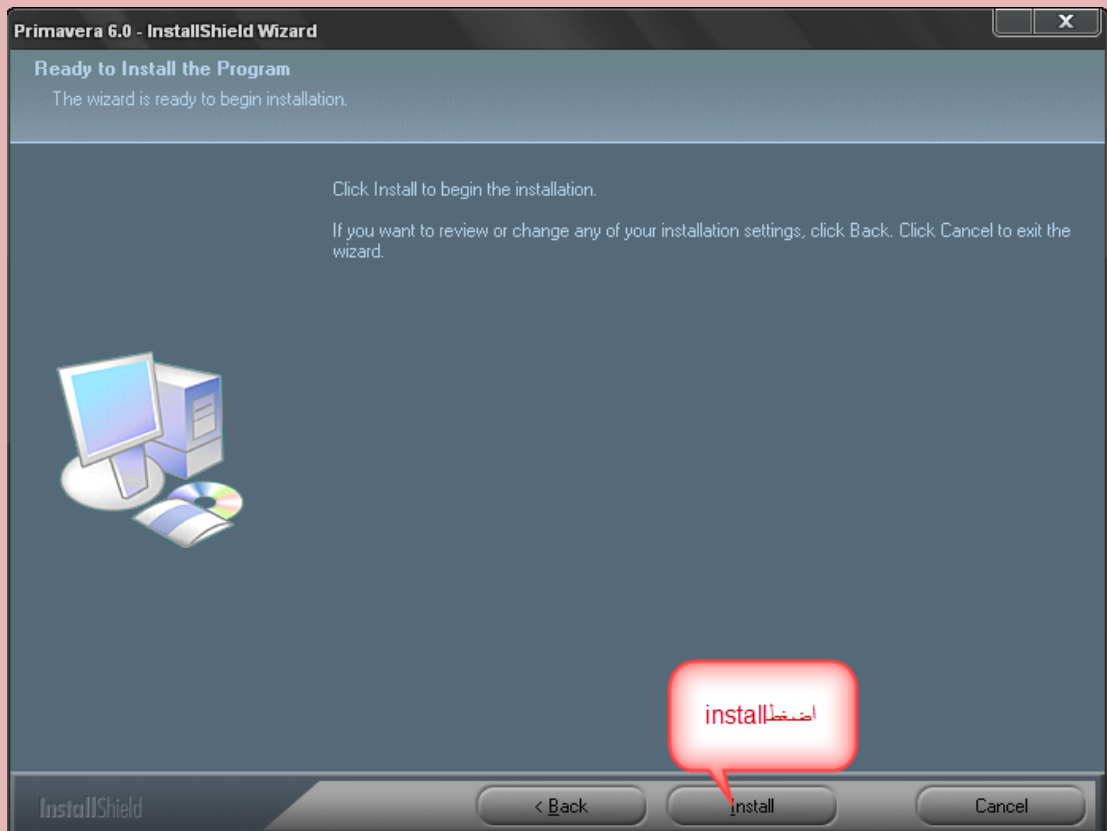 Primavera 6.0 - InstallShield Wizard
X
Ready to Install the Program
The wizard is ready to begin installation.
Click Install to begin the installation.
If you want to review or change any of your installation settings, click Back. Click Cancel to exit the
wizard.
اضغطinstall
InstallShield
< Back
Install
Cancel